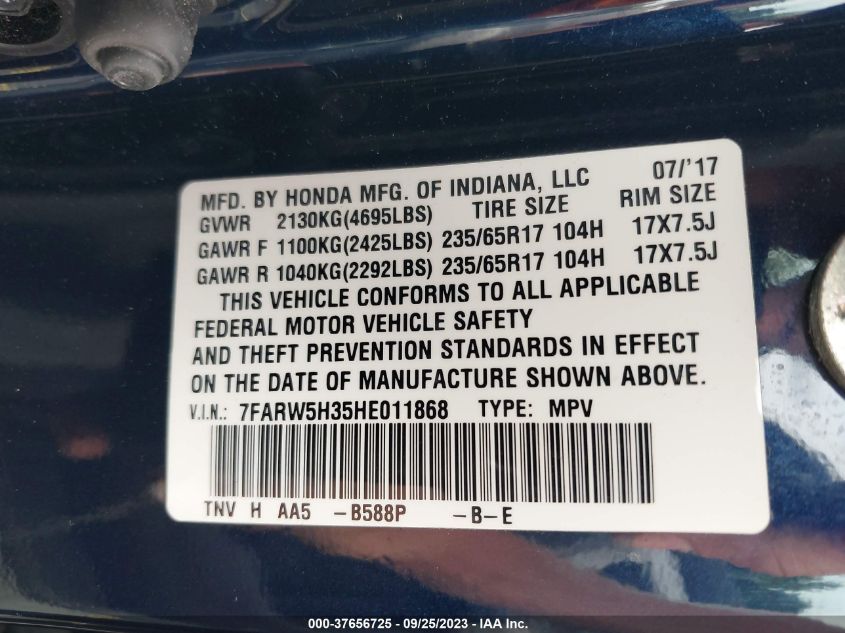 MFD. BY HONDA MFG. OF INDIANA, LLC 07/'17
GVWR 2130KG(4695LBS) TIRE SIZE RIM SIZE
GAWR F 1100KG(2425LBS) 235/65R17 104H 17X7.5J
GAWR R 1040KG(2292LBS) 235/65R17 104H 17X7.5J
THIS VEHICLE CONFORMS TO ALL APPLICABLE
FEDERAL MOTOR VEHICLE SAFETY
AND THEFT PREVENTION STANDARDS IN EFFECT
ON THE DATE OF MANUFACTURE SHOWN ABOVE.
V.I.N.: 7FARW5H35HE011868 TYPE: MPV
TNV H AA5 -B588P -B-E
000-37656725 - 09/25/2023 - IAA Inc.